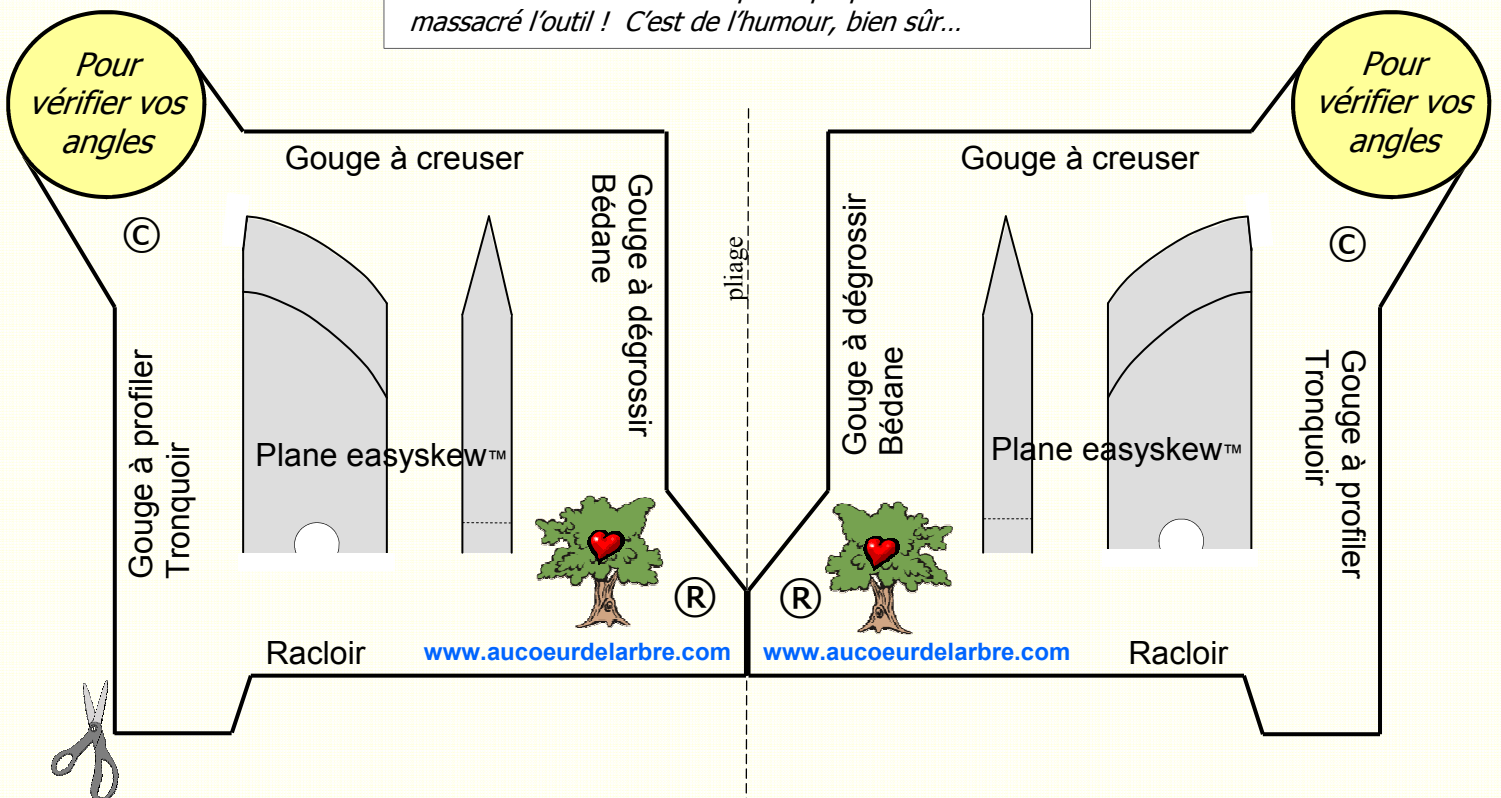 massacré l'outil !  C'est de l'humour, bien sûr...
Pour
vérifier vos
angles
Pour
vérifier vos
angles
Gouge à creuser
Gouge à creuser
©
©
Gouge à dégrossir
Bédane
pliage
Gouge à dégrossir
Bédane
Gouge à profiler
Tronquoir
Gouge à profiler
Tronquoir
Plane easyskew™
Plane easyskew™
®
®
Racloir
www.aucoeurdelarbre.com
www.aucoeurdelarbre.com
Racloir